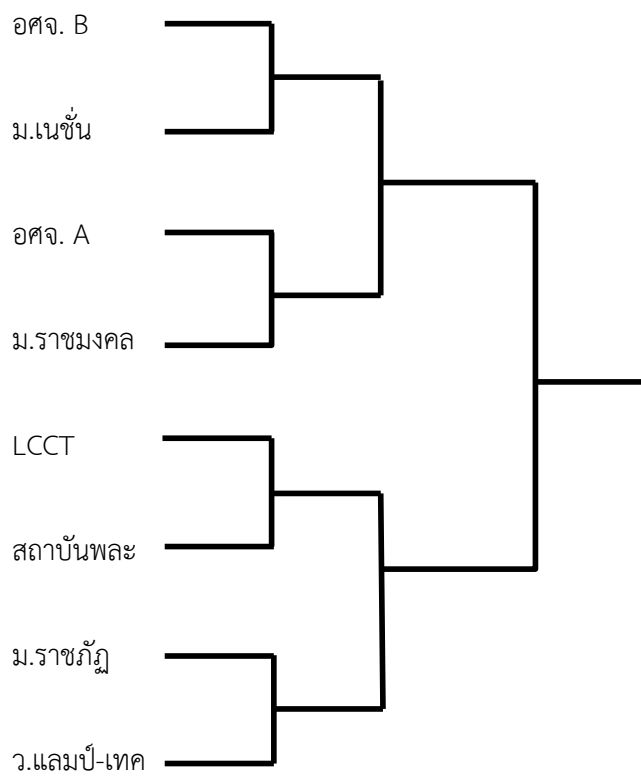 อศจ. B
ม.เนชั่น
อศจ. A
ม.ราชมงคล
LCCT
สถาบันพละ
ม.ราชภัฏ
ว.แลมป์-เทค